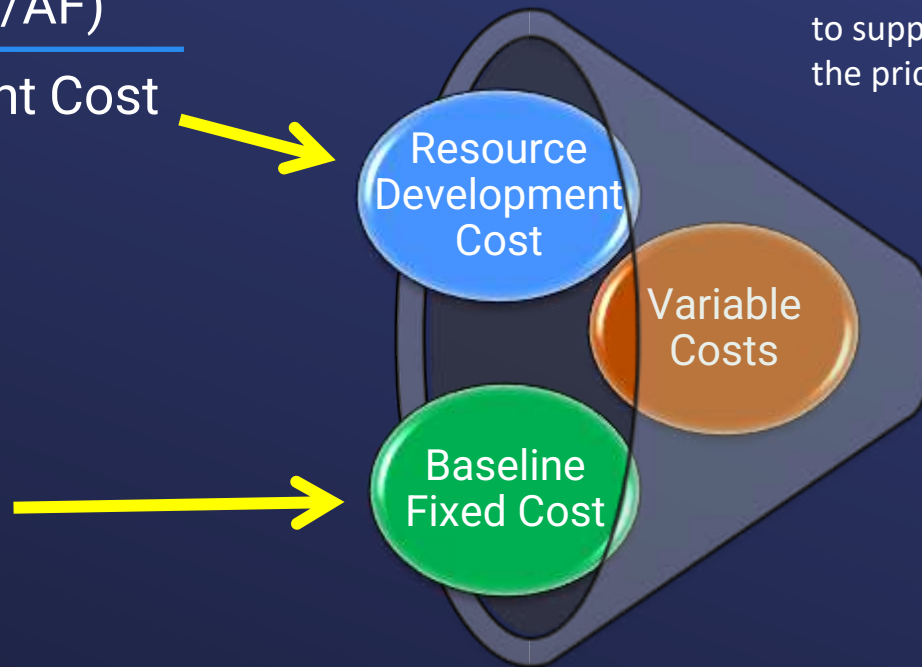 /AF)
nt Cost
to supp
the pric
Resource
Development
Cost
Variable
Costs
Baseline
Fixed Cost